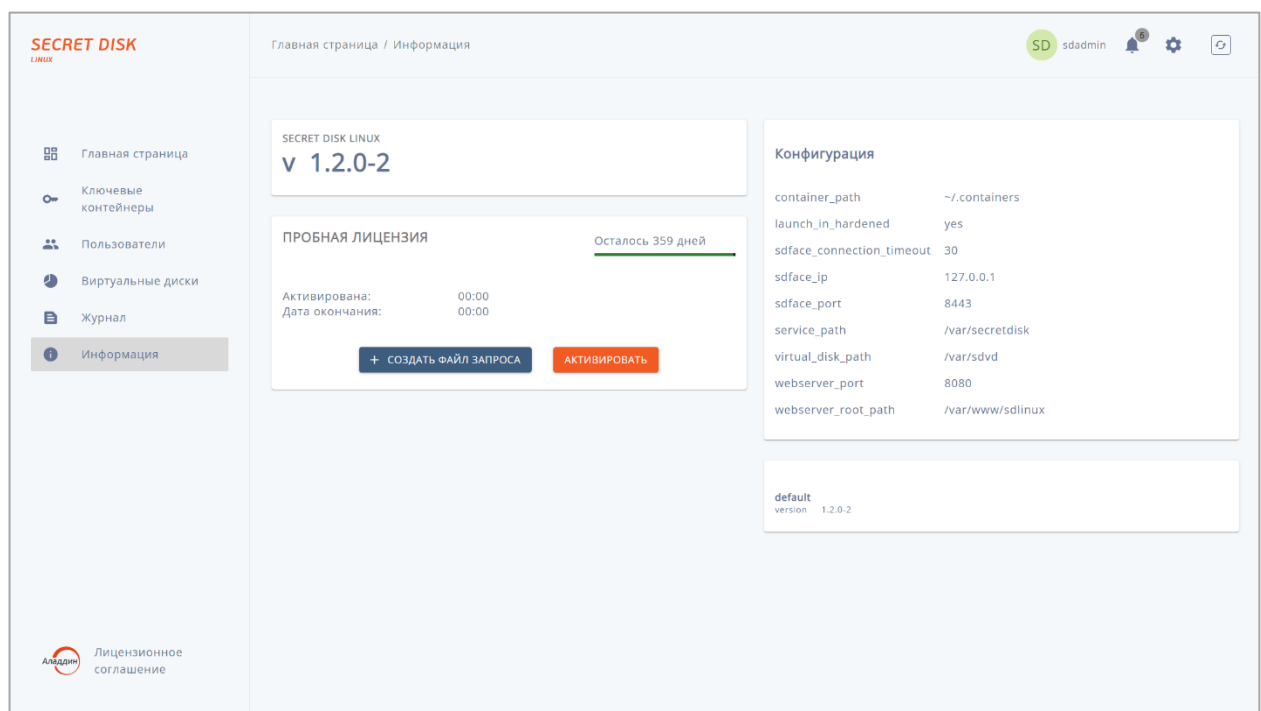 SECRET DISK
LINUX
Главная страница / Информация
SD sdadmin 6
Главная страница
Ключевые
контейнеры
Пользователи
Виртуальные диски
Журнал
Информация
Аладдин
Лицензионное
соглашение
SECRET DISK LINUX
v 1.2.0-2
ПРОБНАЯ ЛИЦЕНЗИЯ
Осталось 359 дней
Активирована: 00:00
Дата окончания: 00:00
+ СОЗДАТЬ ФАЙЛ ЗАПРОСА
АКТИВИРОВАТЬ
Конфигурация
container_path ~/.containers
launch_in_hardened yes
sdface_connection_timeout 30
sdface_ip 127.0.0.1
sdface_port 8443
service_path /var/secretdisk
virtual_disk_path /var/sdvd
webserver_port 8080
webserver_root_path /var/www/sdlinux
default
version 1.2.0-2